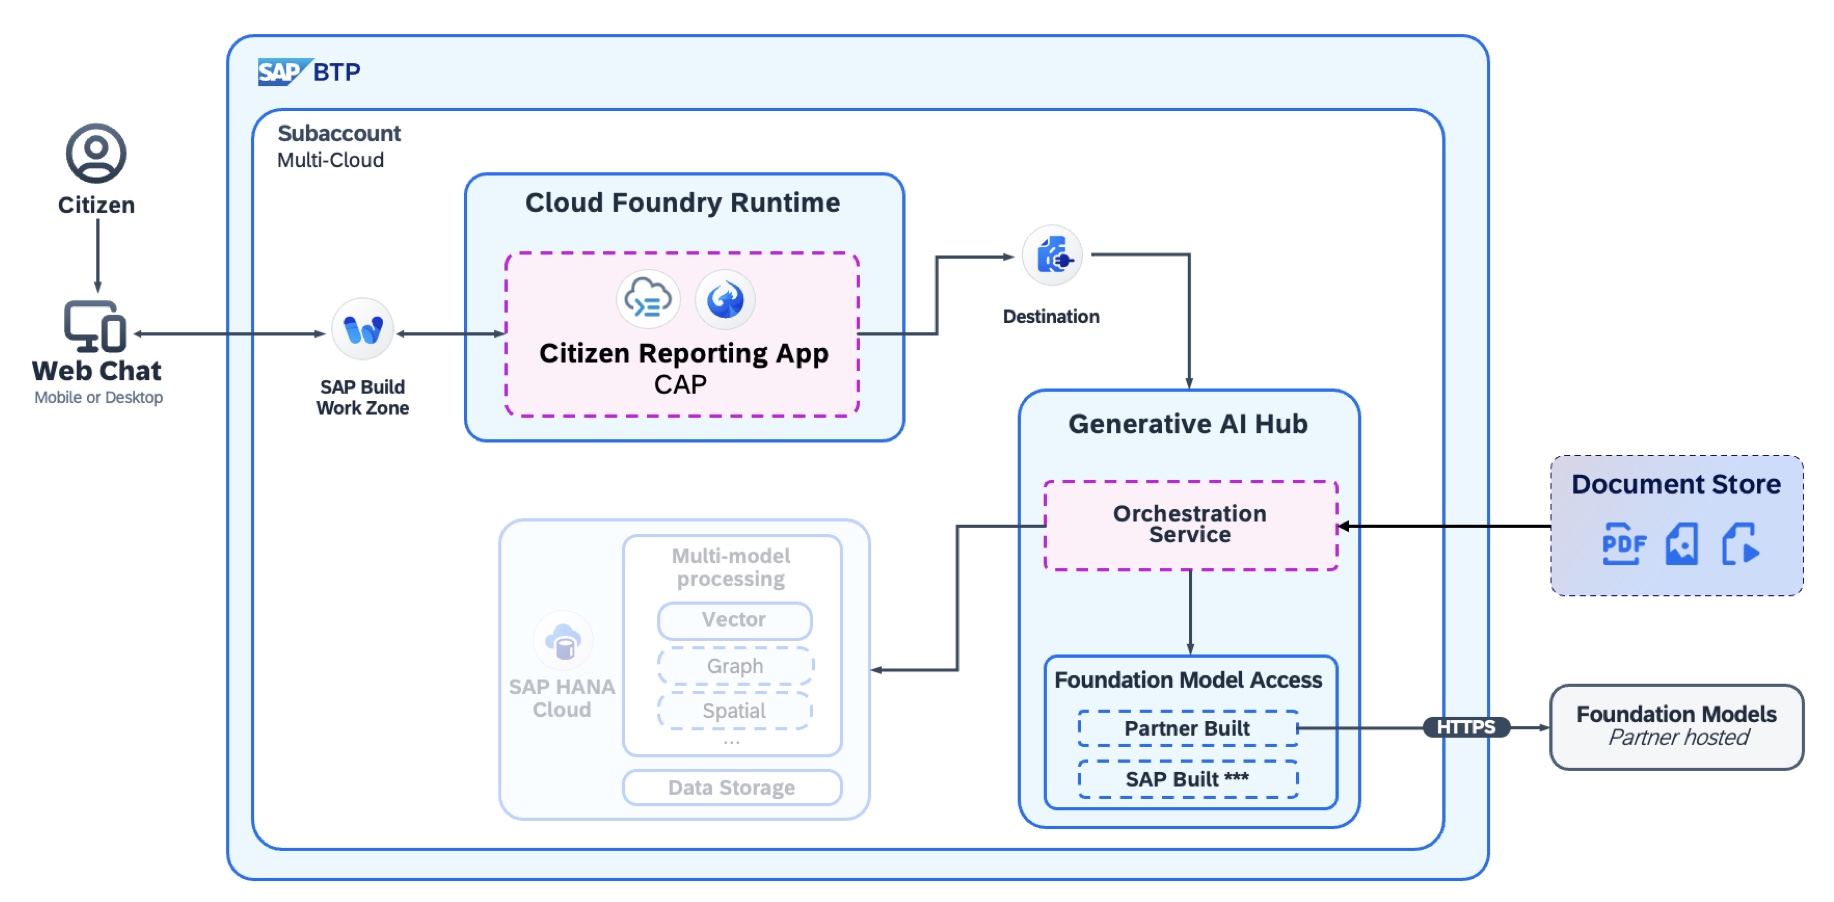 SAP BTP
Subaccount
Multi-Cloud
Citizen
Web Chat
Mobile or Desktop
SAP Build
Work Zone
Cloud Foundry Runtime
Citizen Reporting App
CAP
Destination
Generative AI Hub
Orchestration
Service
Foundation Model Access
Partner Built
SAP Built ***
HTTPS
Document Store
PDF
Foundation Models
Partner hosted
SAP HANA
Cloud
Multi-model
processing
Vector
Graph
Spatial
...
Data Storage